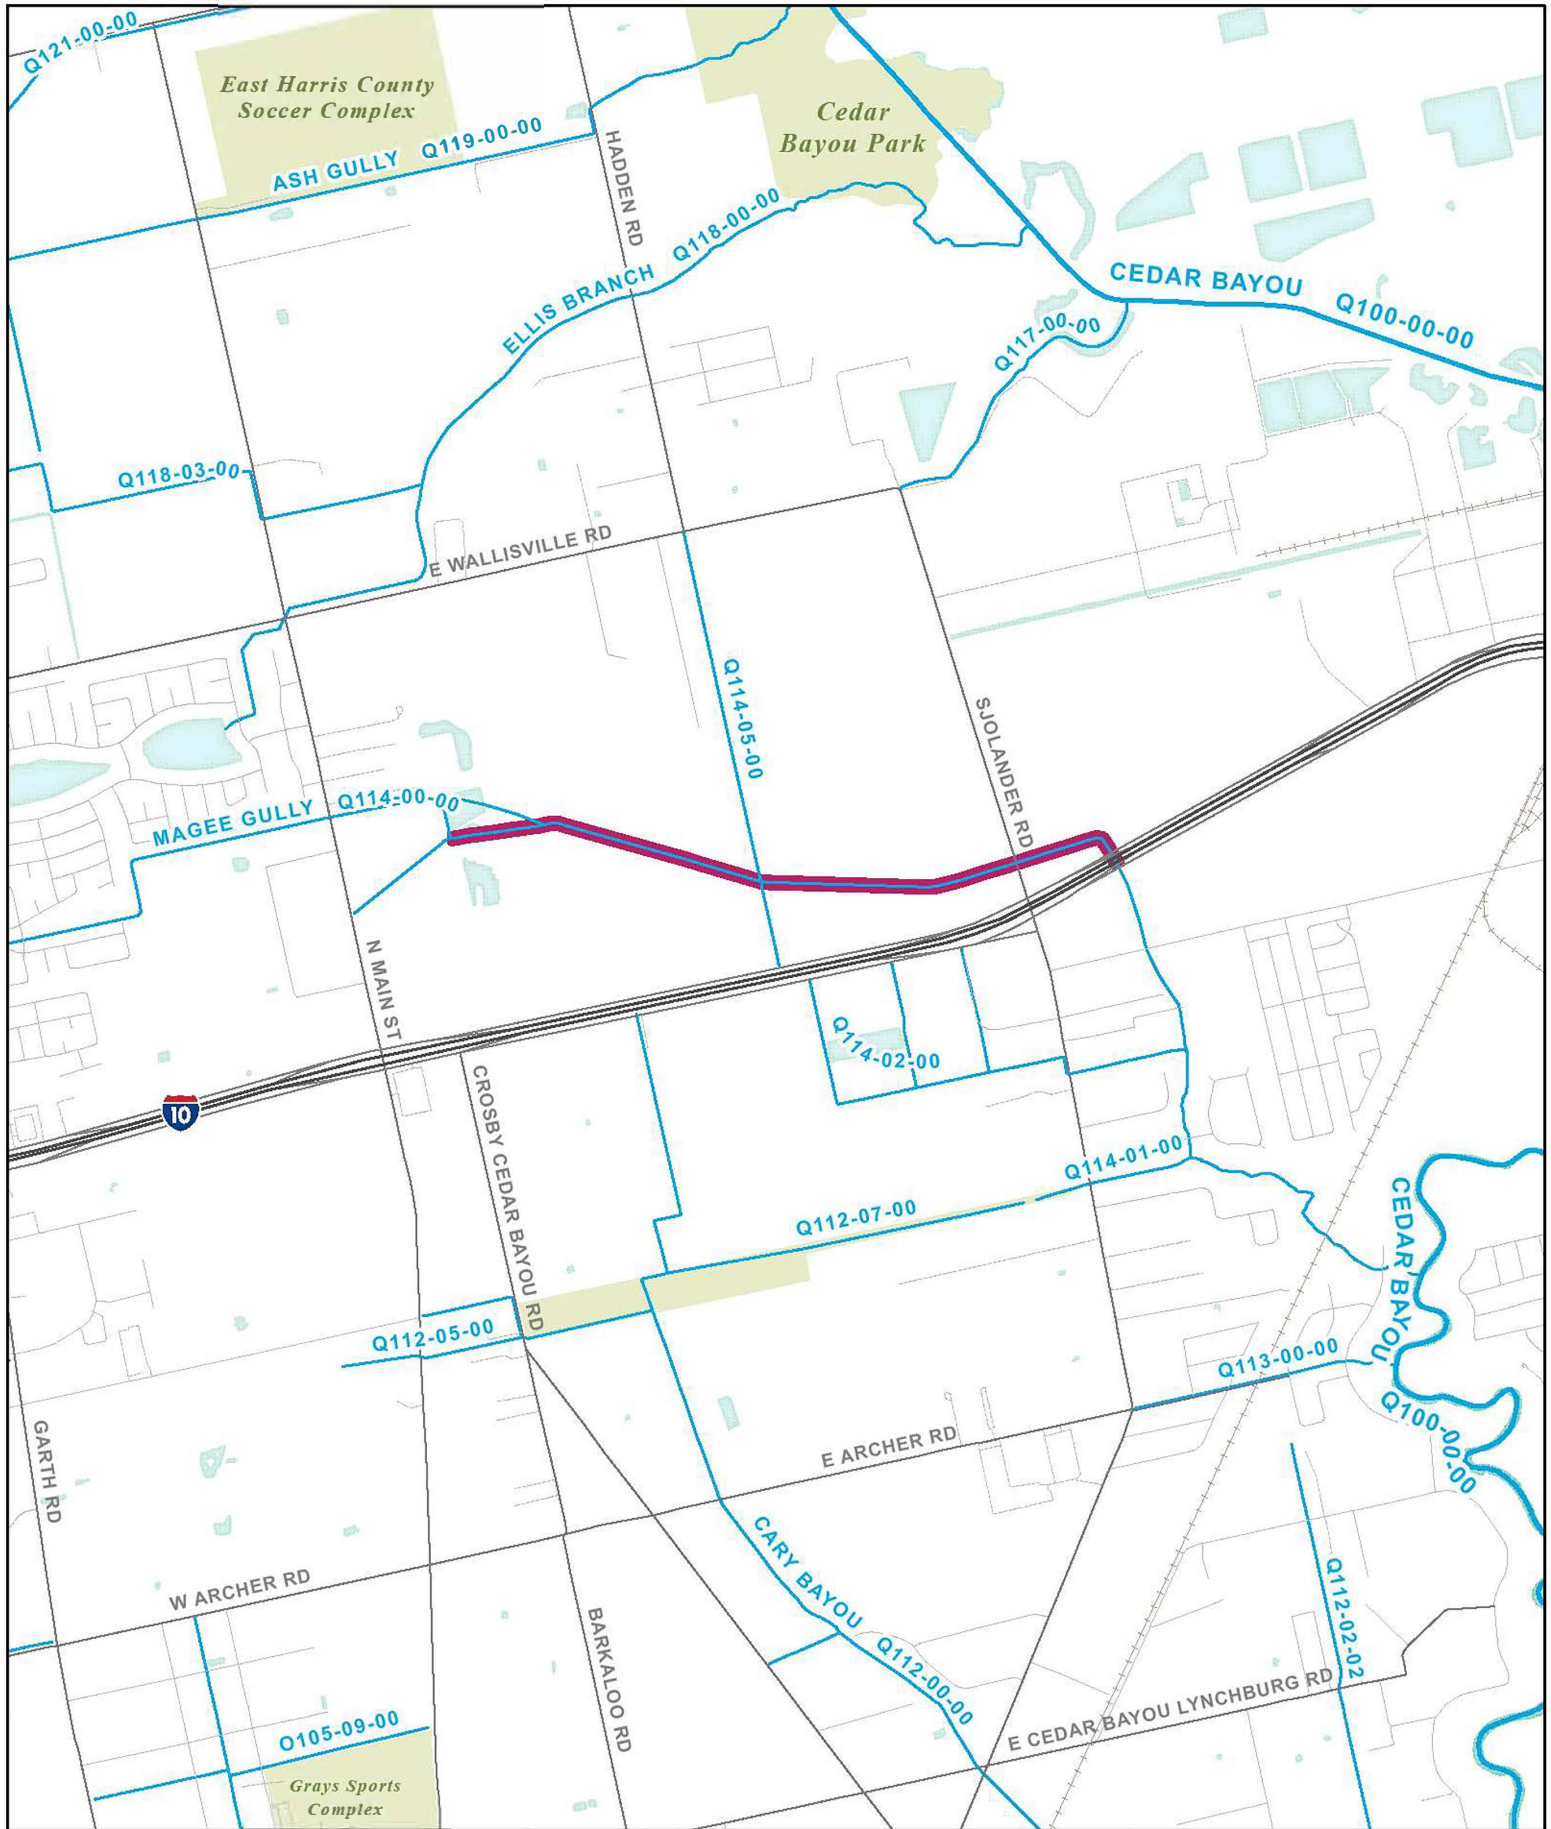 Q121-00-00
East Harris County
Soccer Complex
Cedar
Bayou Park
ASH GULLY Q119-00-00
HADDEN RD
ELLIS BRANCH Q118-00-00
CEDAR BAYOU Q100-00-00
Q117-00-00
Q118-03-00
E WALLISVILLE RD
Q114-05-00
SJOLANDER RD
MAGEE GULLY Q114-00-00
N MAIN ST
Q114-02-00
10
CROSBY CEDAR BAYOU RD
Q114-01-00
Q112-07-00
CEDAR BAYOU Q100-00-00
Q112-05-00
Q113-00-00
GARTH RD
E ARCHER RD
CARY BAYOU Q112-00-00
W ARCHER RD
Q112-02-02
BARKALOO RD
E CEDAR BAYOU LYNCHBURG RD
O105-09-00
Grays Sports
Complex